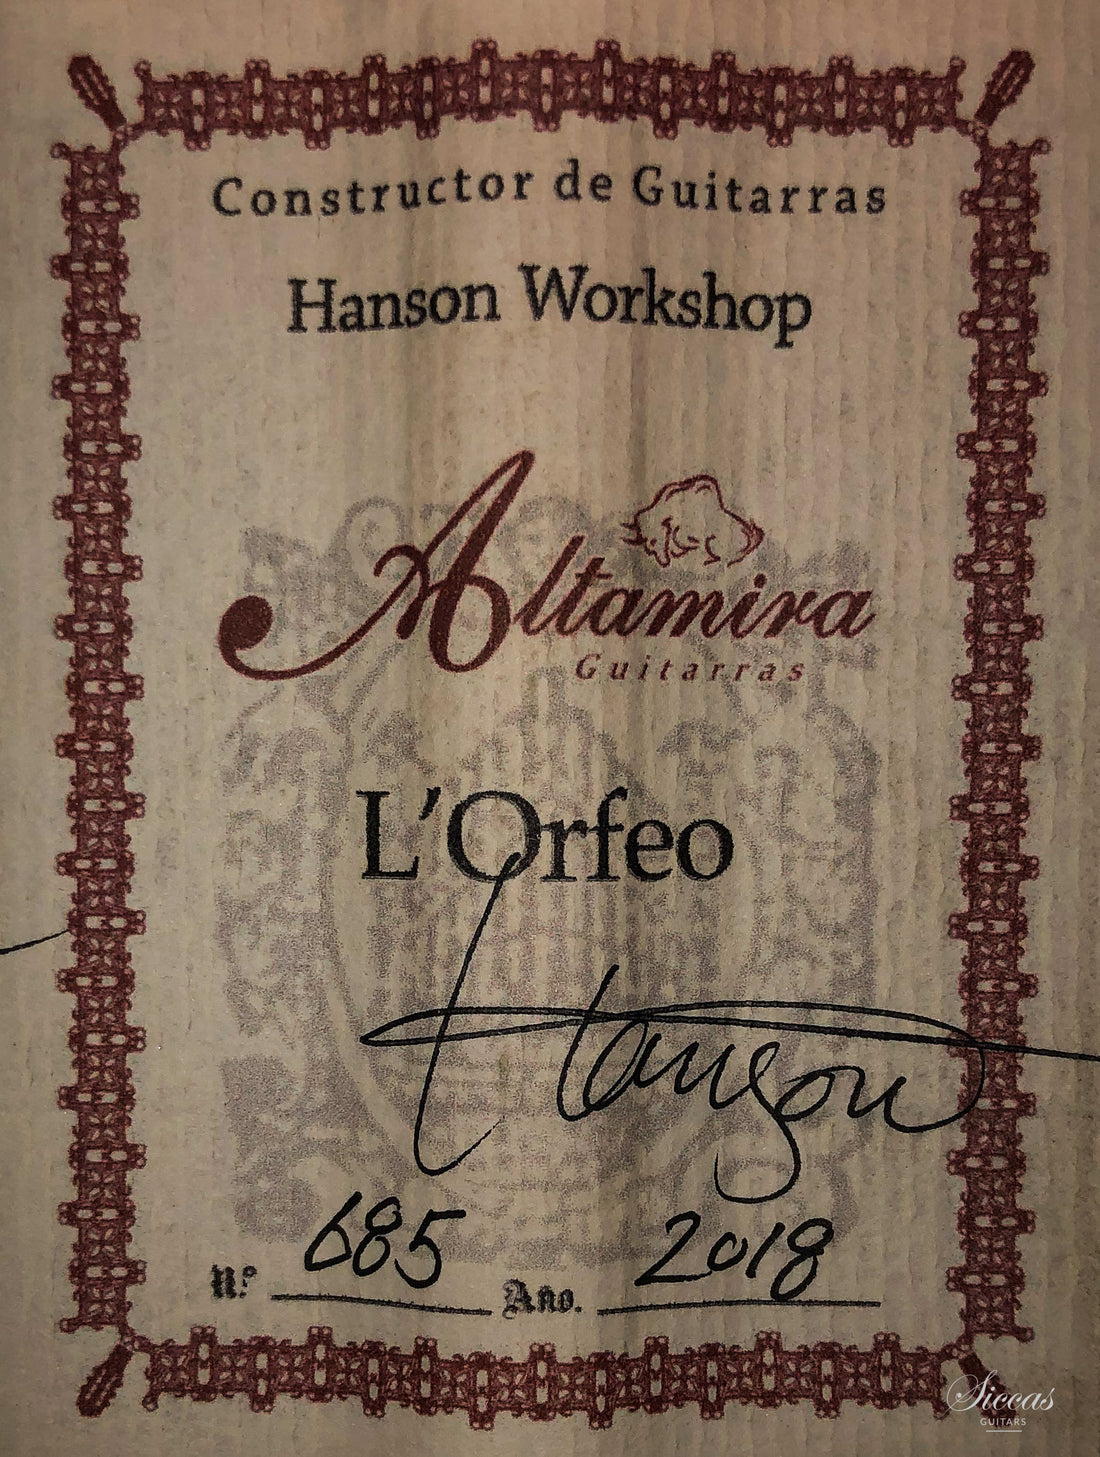 Constructor de Guitarras
Hanson Workshop
Altamira
Guitarras
L'Orfeo
Hanson
Nº 685 Año. 2018
Siccas
GUITARS